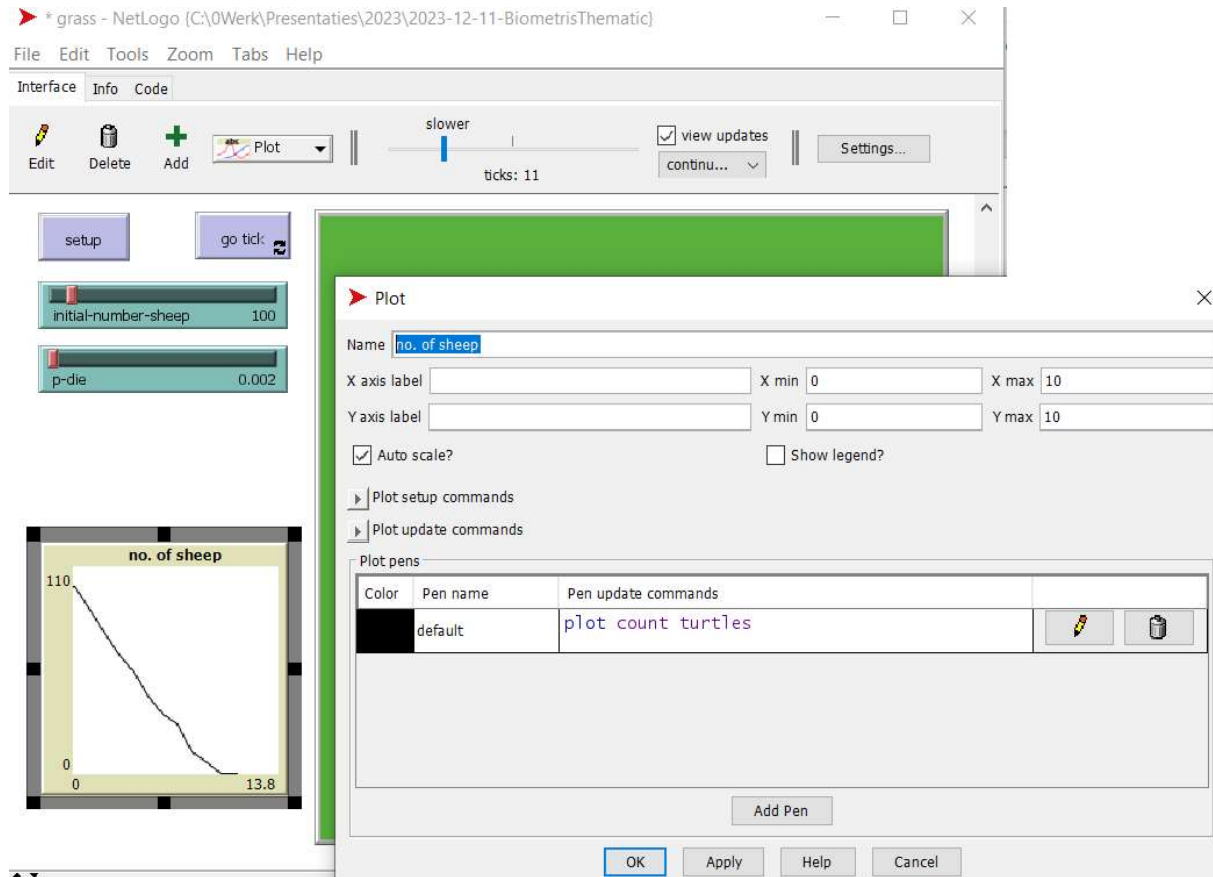 * grass - NetLogo {C:\0Werk\Presentaties\2023\2023-12-11-BiometrisThematic}
File Edit Tools Zoom Tabs Help
Interface Info Code
Edit Delete Add Plot slower ticks: 11 view updates continu... Settings...
setup go tick
initial-number-sheep 100
p-die 0.002
no. of sheep
110
0
0 13.8
Plot
Name no. of sheep
X axis label X min 0 X max 10
Y axis label Y min 0 Y max 10
Auto scale? Show legend?
Plot setup commands
Plot update commands
Plot pens
Color Pen name Pen update commands
default plot count turtles
Add Pen
OK Apply Help Cancel